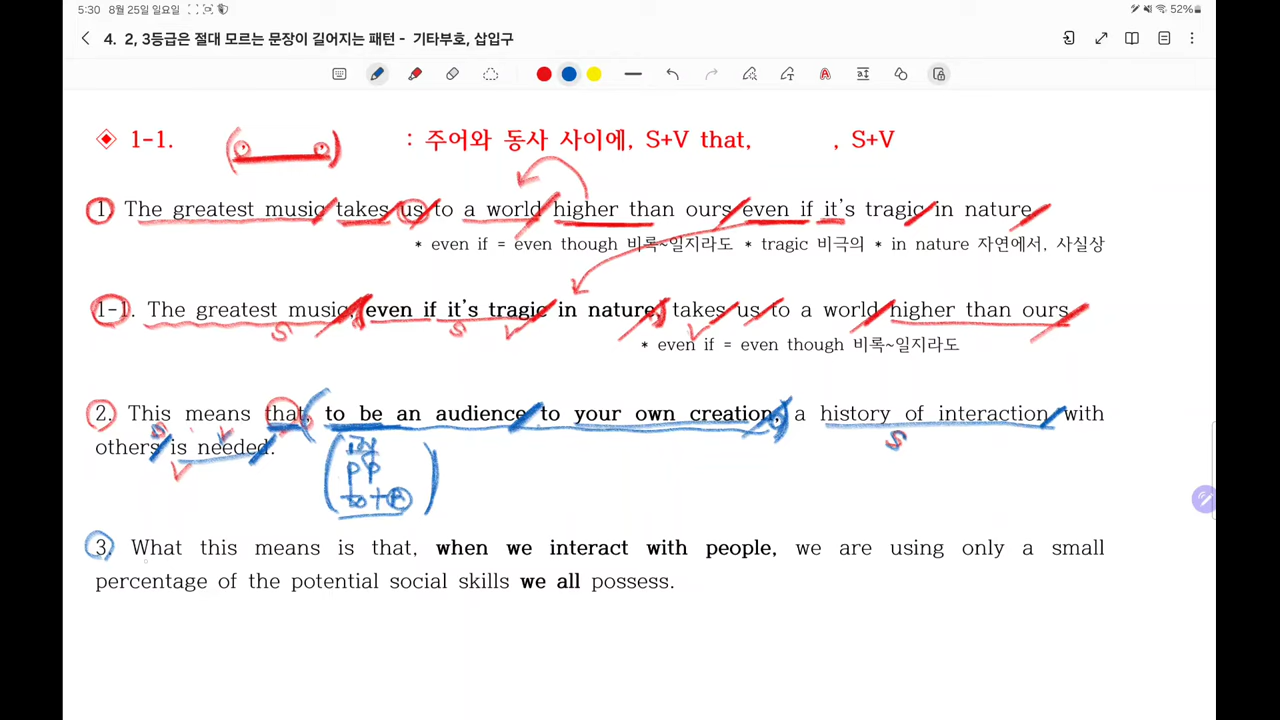 5:30 8월 25일 일요일 52%
4. 2, 3등급은 절대 모르는 문장이 길어지는 패턴 - 기타부호, 삽입구
◈ 1-1. ( ) : 주어와 동사 사이에, S+V that, , S+V
1. The greatest music takes us to a world higher than ours even if it's tragic in nature.
* even if = even though 비록~일지라도 * tragic 비극의 * in nature 자연에서, 사실상
1-1. The greatest music, even if it's tragic in nature, takes us to a world higher than ours.
S S V V
* even if = even though 비록~일지라도
2. This means that, to be an audience to your own creation, a history of interaction with
S V S
others is needed.
V
PP
to+R
3. What this means is that, when we interact with people, we are using only a small
percentage of the potential social skills we all possess.